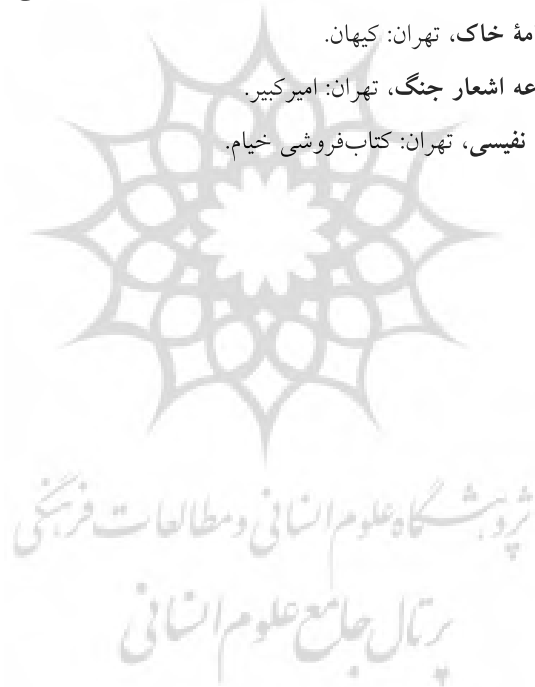 مهٔ خاک، تهران: کیهان.
عه اشعار جنگ، تهران: امیرکبیر.
نفیسی، تهران: کتاب‌فروشی خیام.
پژوهشگاه علوم انسانی و مطالعات فرهنگی
پرتال جامع علوم انسانی